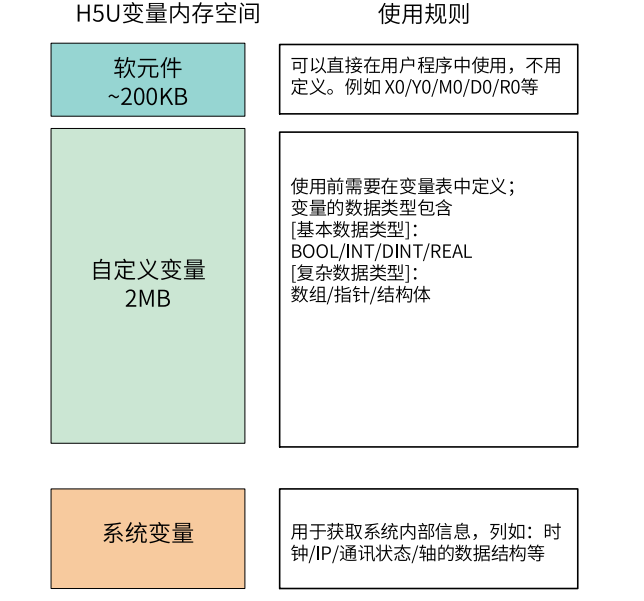 H5U变量内存空间
使用规则
软元件
~200KB
可以直接在用户程序中使用，不用
定义。例如 X0/Y0/M0/D0/R0等
自定义变量
2MB
使用前需要在变量表中定义；
变量的数据类型包含
[基本数据类型]：
BOOL/INT/DINT/REAL
[复杂数据类型]：
数组/指针/结构体
系统变量
用于获取系统内部信息，列如：时
钟/IP/通讯状态/轴的数据结构等